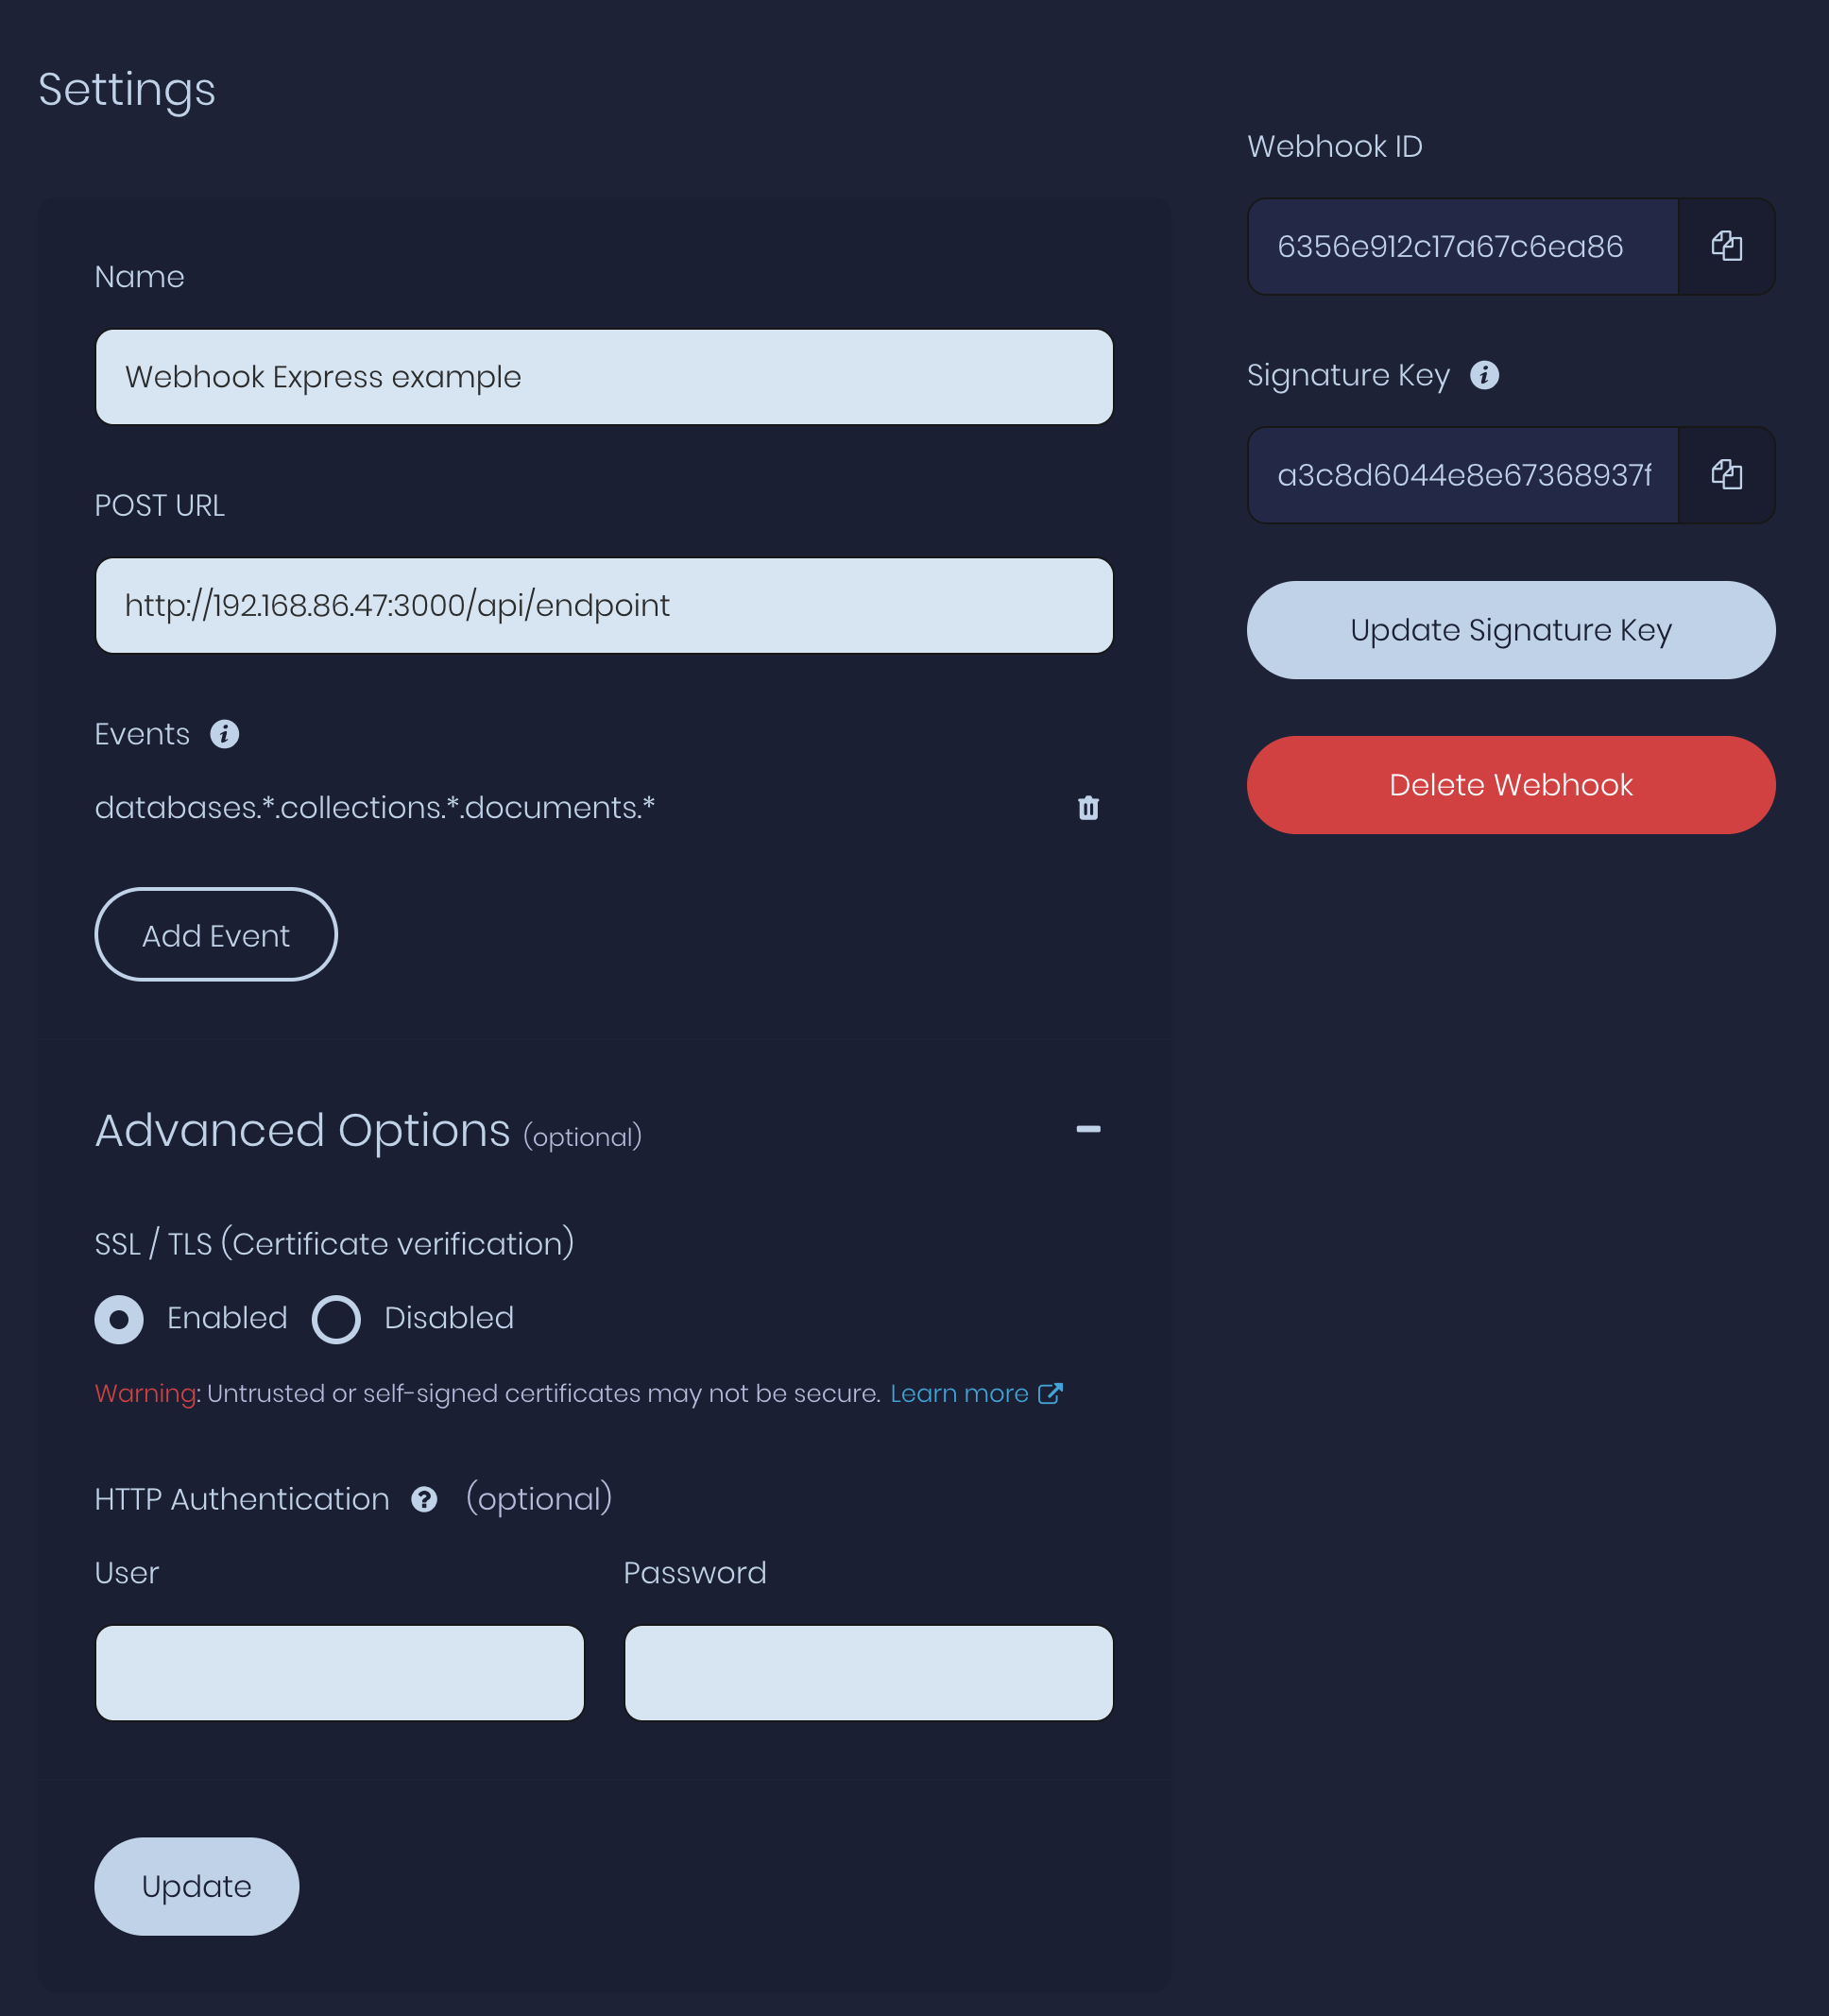 Settings
Name
Webhook Express example
POST URL
http://192.168.86.47:3000/api/endpoint
Events
databases.*.collections.*.documents.*
Add Event
Advanced Options (optional)
SSL / TLS (Certificate verification)
Enabled Disabled
Warning: Untrusted or self-signed certificates may not be secure. Learn more
HTTP Authentication (optional)
User Password
Update
Webhook ID
6356e912c17a67c6ea86
Signature Key
a3c8d6044e8e67368937f
Update Signature Key
Delete Webhook